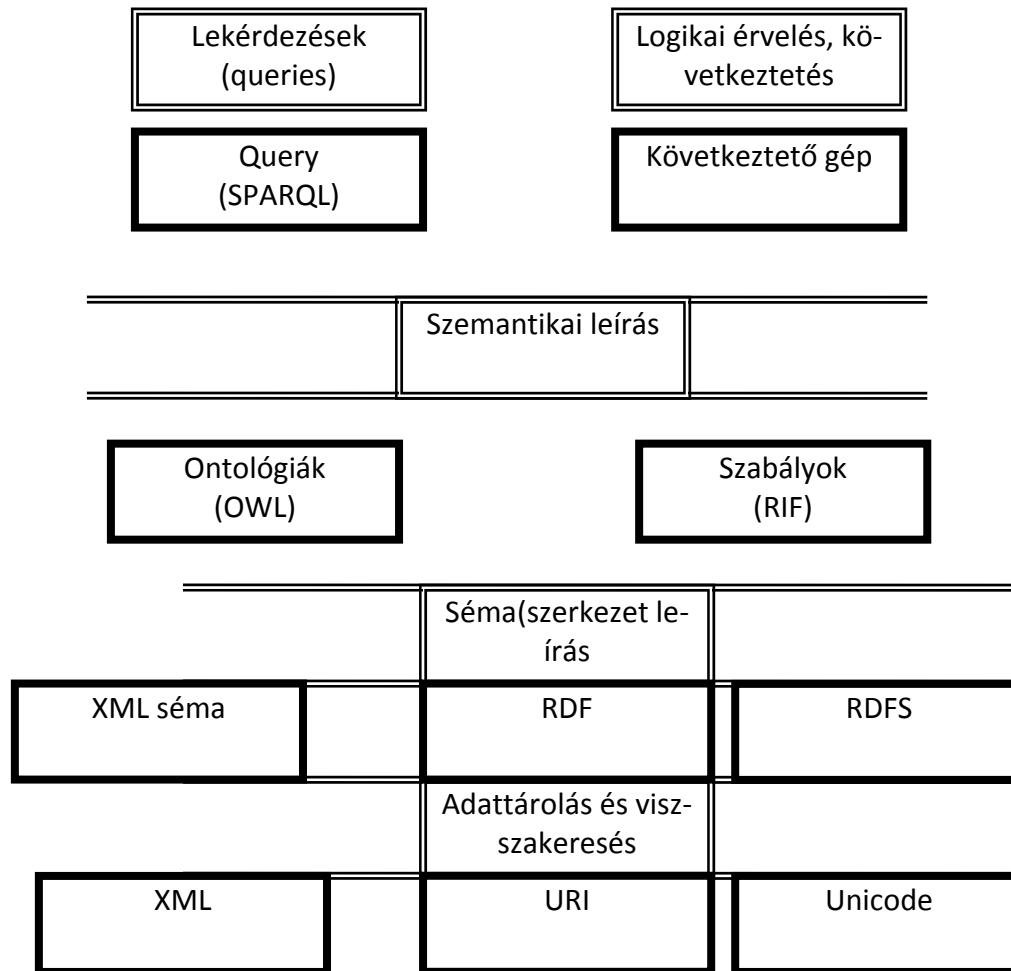 Lekérdezések
(queries)
Logikai érvelés, kö-
vetkeztetés
Query
(SPARQL)
Következtető gép
Szemantikai leírás
Ontológiák
(OWL)
Szabályok
(RIF)
Séma(szerkezet le-
írás
XML séma
RDF
RDFS
Adattárolás és visz-
szakeresés
XML
URI
Unicode